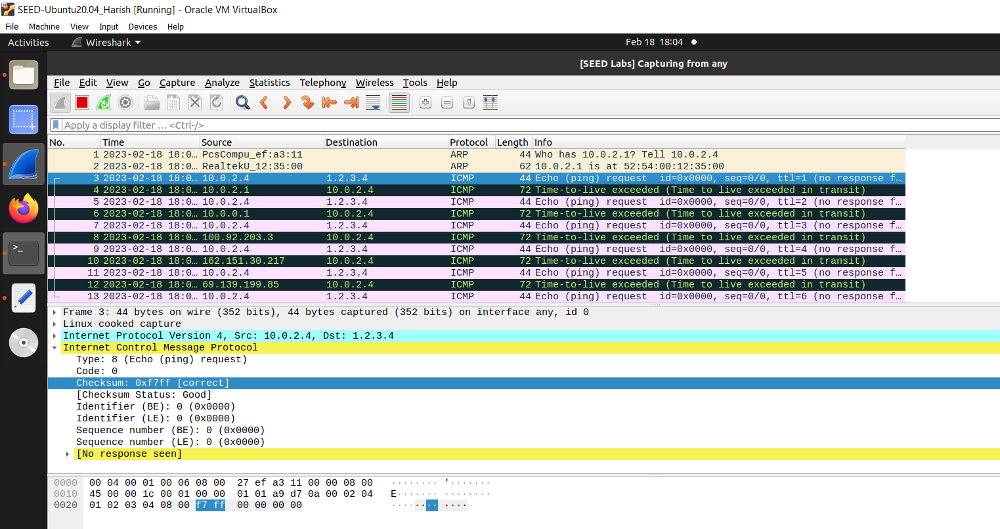 SEED-Ubuntu20.04_Harish [Running] - Oracle VM VirtualBox
File Machine View Input Devices Help
Activities Wireshark Feb 18 18:04
[SEED Labs] Capturing from any
File Edit View Go Capture Analyze Statistics Telephony Wireless Tools Help
Apply a display filter … <Ctrl-/>
No. Time Source Destination Protocol Length Info
1 2023-02-18 18:0… PcsCompu_ef:a3:11 ARP 44 Who has 10.0.2.1? Tell 10.0.2.4
2 2023-02-18 18:0… RealtekU_12:35:00 ARP 62 10.0.2.1 is at 52:54:00:12:35:00
3 2023-02-18 18:0… 10.0.2.4 1.2.3.4 ICMP 44 Echo (ping) request id=0x0000, seq=0/0, ttl=1 (no response f…
4 2023-02-18 18:0… 10.0.2.1 10.0.2.4 ICMP 72 Time-to-live exceeded (Time to live exceeded in transit)
5 2023-02-18 18:0… 10.0.2.4 1.2.3.4 ICMP 44 Echo (ping) request id=0x0000, seq=0/0, ttl=2 (no response f…
6 2023-02-18 18:0… 10.0.0.1 10.0.2.4 ICMP 72 Time-to-live exceeded (Time to live exceeded in transit)
7 2023-02-18 18:0… 10.0.2.4 1.2.3.4 ICMP 44 Echo (ping) request id=0x0000, seq=0/0, ttl=3 (no response f…
8 2023-02-18 18:0… 100.92.203.3 10.0.2.4 ICMP 72 Time-to-live exceeded (Time to live exceeded in transit)
9 2023-02-18 18:0… 10.0.2.4 1.2.3.4 ICMP 44 Echo (ping) request id=0x0000, seq=0/0, ttl=4 (no response f…
10 2023-02-18 18:0… 162.151.30.217 10.0.2.4 ICMP 72 Time-to-live exceeded (Time to live exceeded in transit)
11 2023-02-18 18:0… 10.0.2.4 1.2.3.4 ICMP 44 Echo (ping) request id=0x0000, seq=0/0, ttl=5 (no response f…
12 2023-02-18 18:0… 69.139.199.85 10.0.2.4 ICMP 72 Time-to-live exceeded (Time to live exceeded in transit)
13 2023-02-18 18:0… 10.0.2.4 1.2.3.4 ICMP 44 Echo (ping) request id=0x0000, seq=0/0, ttl=6 (no response f…
Frame 3: 44 bytes on wire (352 bits), 44 bytes captured (352 bits) on interface any, id 0
Linux cooked capture
Internet Protocol Version 4, Src: 10.0.2.4, Dst: 1.2.3.4
Internet Control Message Protocol
Type: 8 (Echo (ping) request)
Code: 0
Checksum: 0xf7ff [correct]
[Checksum Status: Good]
Identifier (BE): 0 (0x0000)
Identifier (LE): 0 (0x0000)
Sequence number (BE): 0 (0x0000)
Sequence number (LE): 0 (0x0000)
[No response seen]
0000 00 04 00 01 00 06 08 00 27 ef a3 11 00 00 08 00 ········ '·······
0010 45 00 00 1c 00 01 00 00 01 01 a9 d7 0a 00 02 04 E······· ········
0020 01 02 03 04 08 00 f7 ff 00 00 00 00 ········ ····